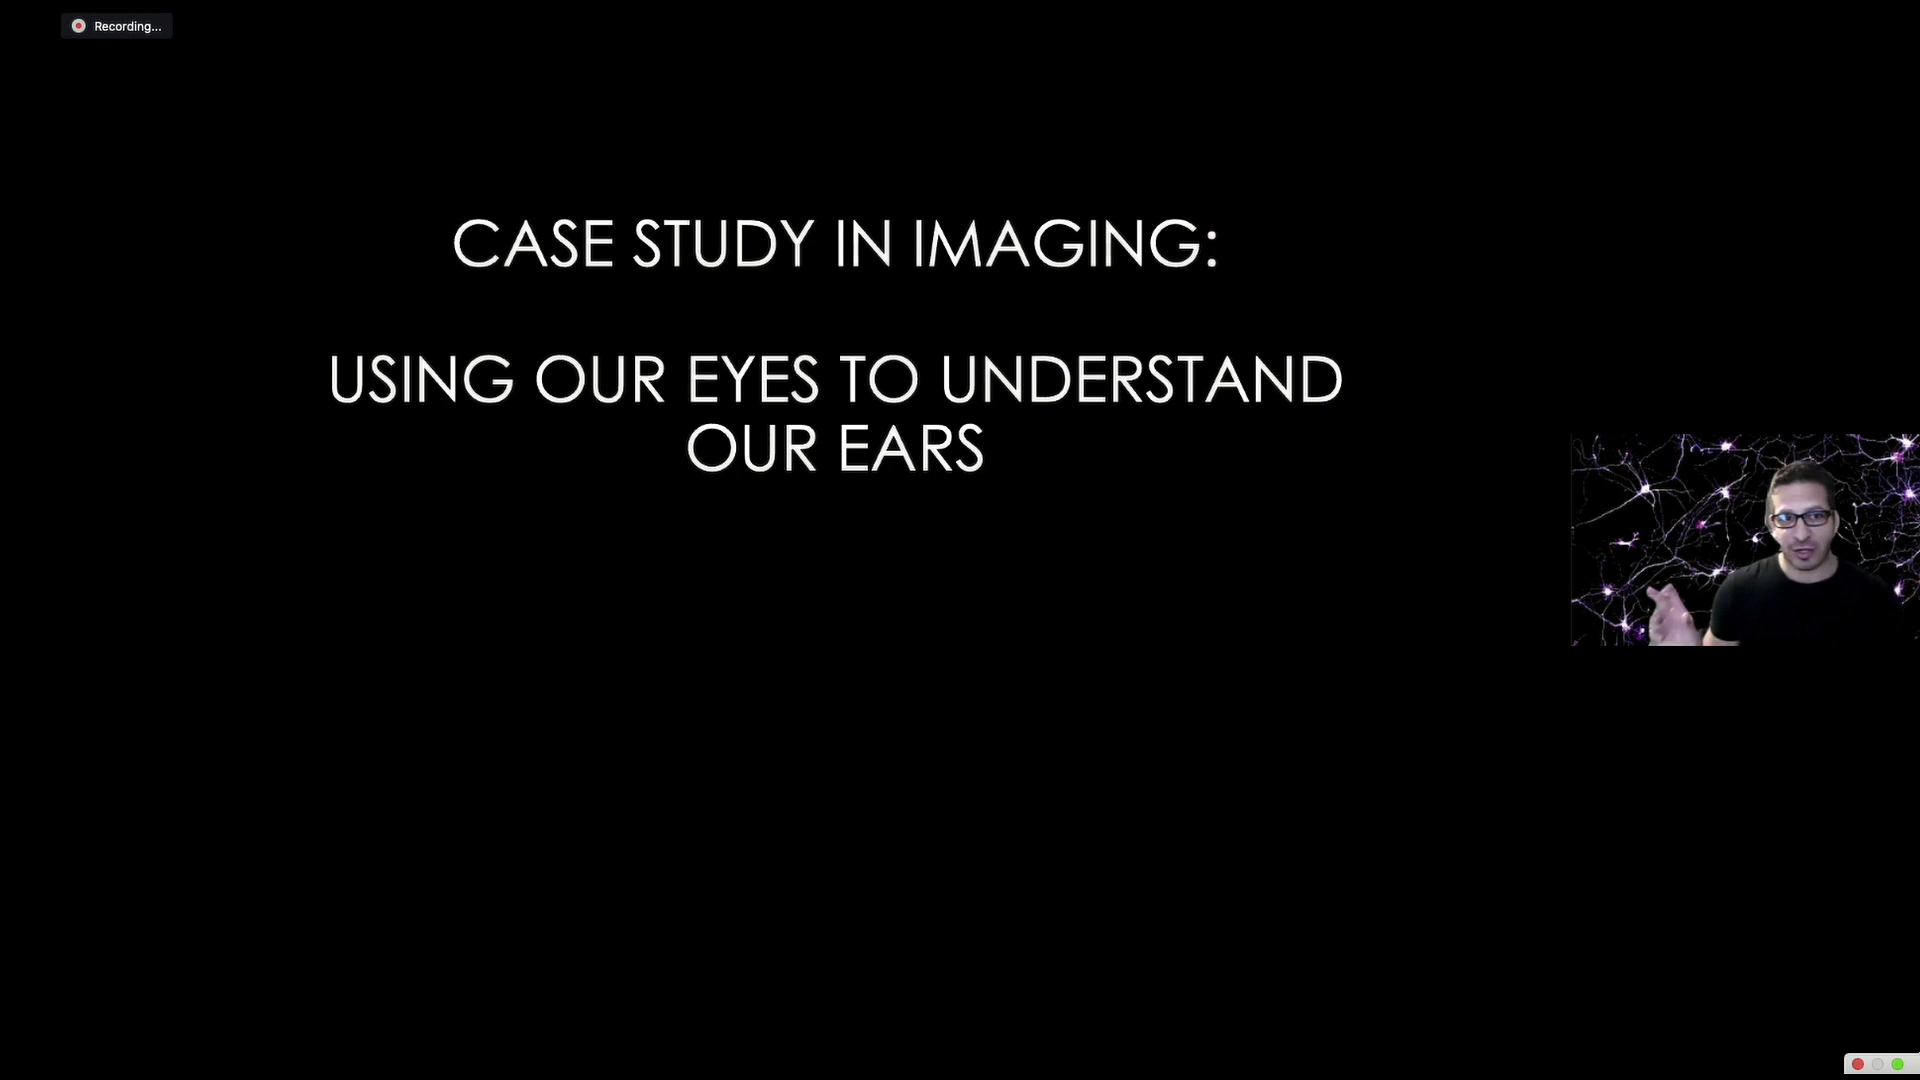 Recording...
CASE STUDY IN IMAGING:
USING OUR EYES TO UNDERSTAND
OUR EARS